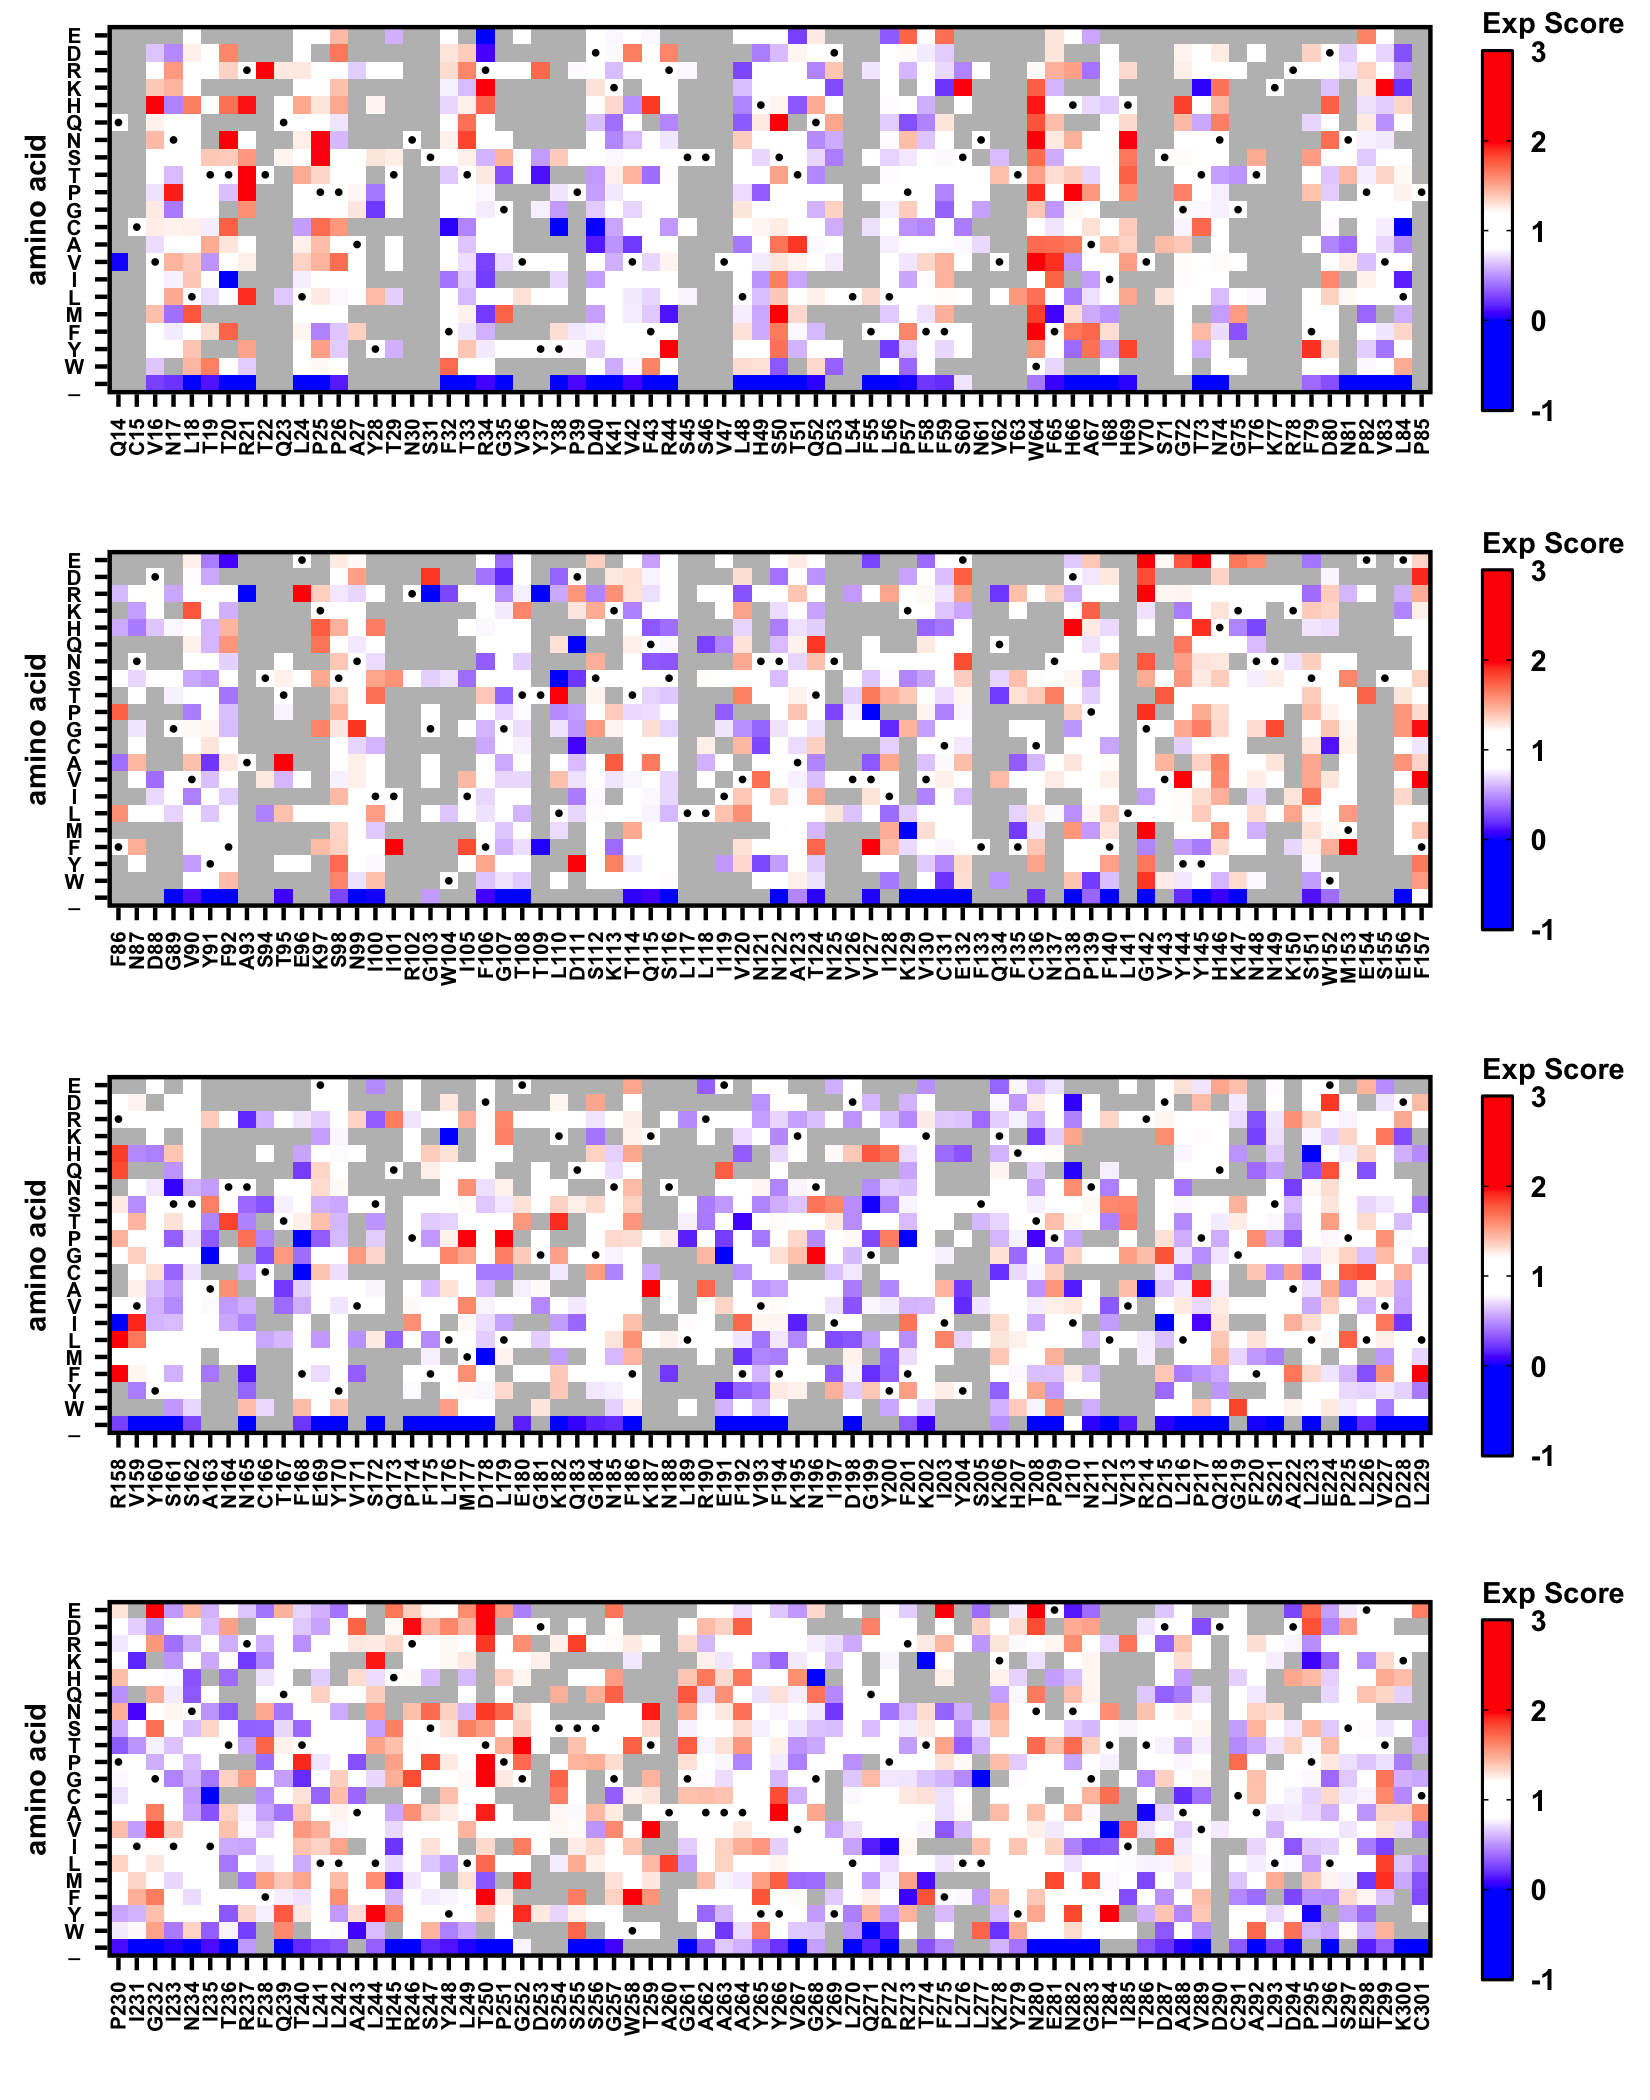 Exp Score
E
D
R
K
H
Q
N
S
T
P
G
C
A
V
I
L
M
F
Y
W
–
amino acid
3
2
1
0
-1
Q14 C15 V16 N17 L18 T19 T20 R21 T22 Q23 L24 P25 P26 A27 Y28 T29 N30 S31 F32 T33 R34 G35 V36 Y37 Y38 P39 D40 K41 V42 F43 R44 S45 S46 V47 L48 H49 S50 T51 Q52 D53 L54 F55 L56 P57 F58 F59 S60 N61 V62 T63 W64 F65 H66 A67 I68 H69 V70 S71 G72 T73 N74 G75 T76 K77 R78 F79 D80 N81 P82 V83 L84 P85
Exp Score
E
D
R
K
H
Q
N
S
T
P
G
C
A
V
I
L
M
F
Y
W
–
amino acid
3
2
1
0
-1
F86 N87 D88 G89 V90 Y91 F92 A93 S94 T95 E96 K97 S98 N99 I100 I101 R102 G103 W104 I105 F106 G107 T108 T109 L110 D111 S112 K113 T114 Q115 S116 L117 L118 I119 V120 N121 N122 A123 T124 N125 V126 V127 I128 K129 V130 C131 E132 F133 Q134 F135 C136 N137 D138 P139 F140 L141 G142 V143 Y144 Y145 H146 K147 N148 N149 K150 S151 W152 M153 E154 S155 E156 F157
Exp Score
E
D
R
K
H
Q
N
S
T
P
G
C
A
V
I
L
M
F
Y
W
–
amino acid
3
2
1
0
-1
R158 V159 Y160 S161 S162 A163 N164 N165 C166 T167 F168 E169 Y170 V171 S172 Q173 P174 F175 L176 M177 D178 L179 E180 G181 K182 Q183 G184 N185 F186 K187 N188 L189 R190 E191 F192 V193 F194 K195 N196 I197 D198 G199 Y200 F201 K202 I203 Y204 S205 K206 H207 T208 P209 I210 N211 L212 V213 R214 D215 L216 P217 Q218 G219 F220 S221 A222 L223 E224 P225 L226 V227 D228 L229
Exp Score
E
D
R
K
H
Q
N
S
T
P
G
C
A
V
I
L
M
F
Y
W
–
amino acid
3
2
1
0
-1
P230 I231 G232 I233 N234 I235 T236 R237 F238 Q239 T240 L241 L242 A243 L244 H245 R246 S247 Y248 L249 T250 P251 G252 D253 S254 S255 S256 G257 W258 T259 A260 G261 A262 A263 A264 Y265 Y266 V267 G268 Y269 L270 Q271 P272 R273 T274 F275 L276 L277 K278 Y279 N280 E281 N282 G283 T284 I285 T286 D287 A288 V289 D290 C291 A292 L293 D294 P295 L296 S297 E298 T299 K300 C301